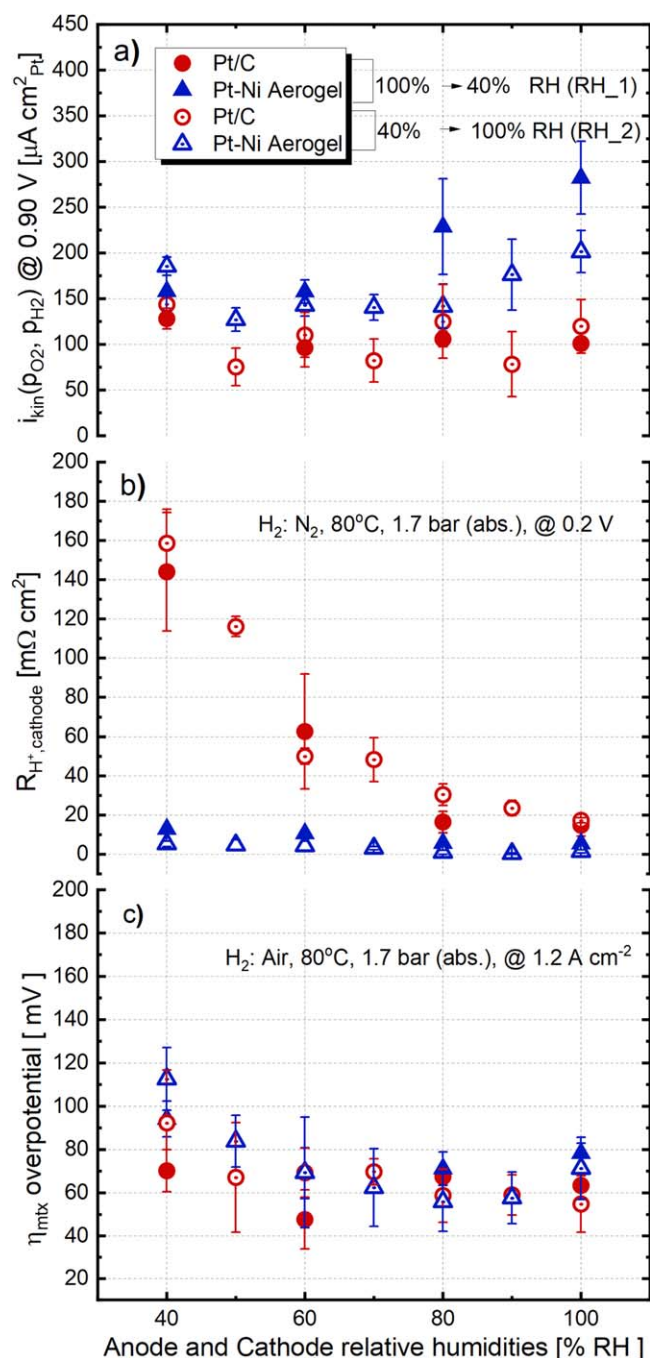 a)
Pt/C
Pt-Ni Aerogel
100% → 40% RH (RH_1)
Pt/C
Pt-Ni Aerogel
40% → 100% RH (RH_2)
i_kin(p_O2, p_H2) @ 0.90 V [µA cm²_Pt]
450
400
350
300
250
200
150
100
50
0
b)
H₂: N₂, 80ºC, 1.7 bar (abs.), @ 0.2 V
R_H⁺,cathode [mΩ cm²]
200
180
160
140
120
100
80
60
40
20
0
c)
H₂: Air, 80ºC, 1.7 bar (abs.), @ 1.2 A cm⁻²
η_mtx overpotential [ mV]
200
180
160
140
120
100
80
60
40
20
40 60 80 100
Anode and Cathode relative humidities [% RH ]